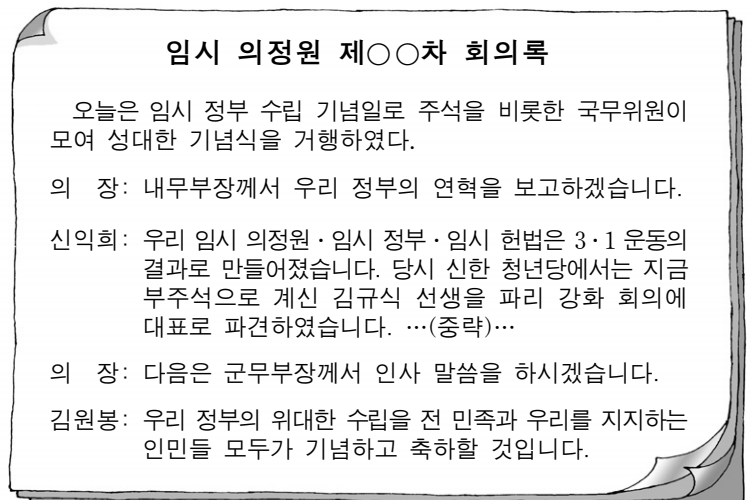 임시 의정원 제○○차 회의록
오늘은 임시 정부 수립 기념일로 주석을 비롯한 국무위원이
모여 성대한 기념식을 거행하였다.
의 장: 내무부장께서 우리 정부의 연혁을 보고하겠습니다.
신익희: 우리 임시 의정원·임시 정부·임시 헌법은 3·1 운동의
결과로 만들어졌습니다. 당시 신한 청년당에서는 지금
부주석으로 계신 김규식 선생을 파리 강화 회의에
대표로 파견하였습니다. …(중략)…
의 장: 다음은 군무부장께서 인사 말씀을 하시겠습니다.
김원봉: 우리 정부의 위대한 수립을 전 민족과 우리를 지지하는
인민들 모두가 기념하고 축하할 것입니다.